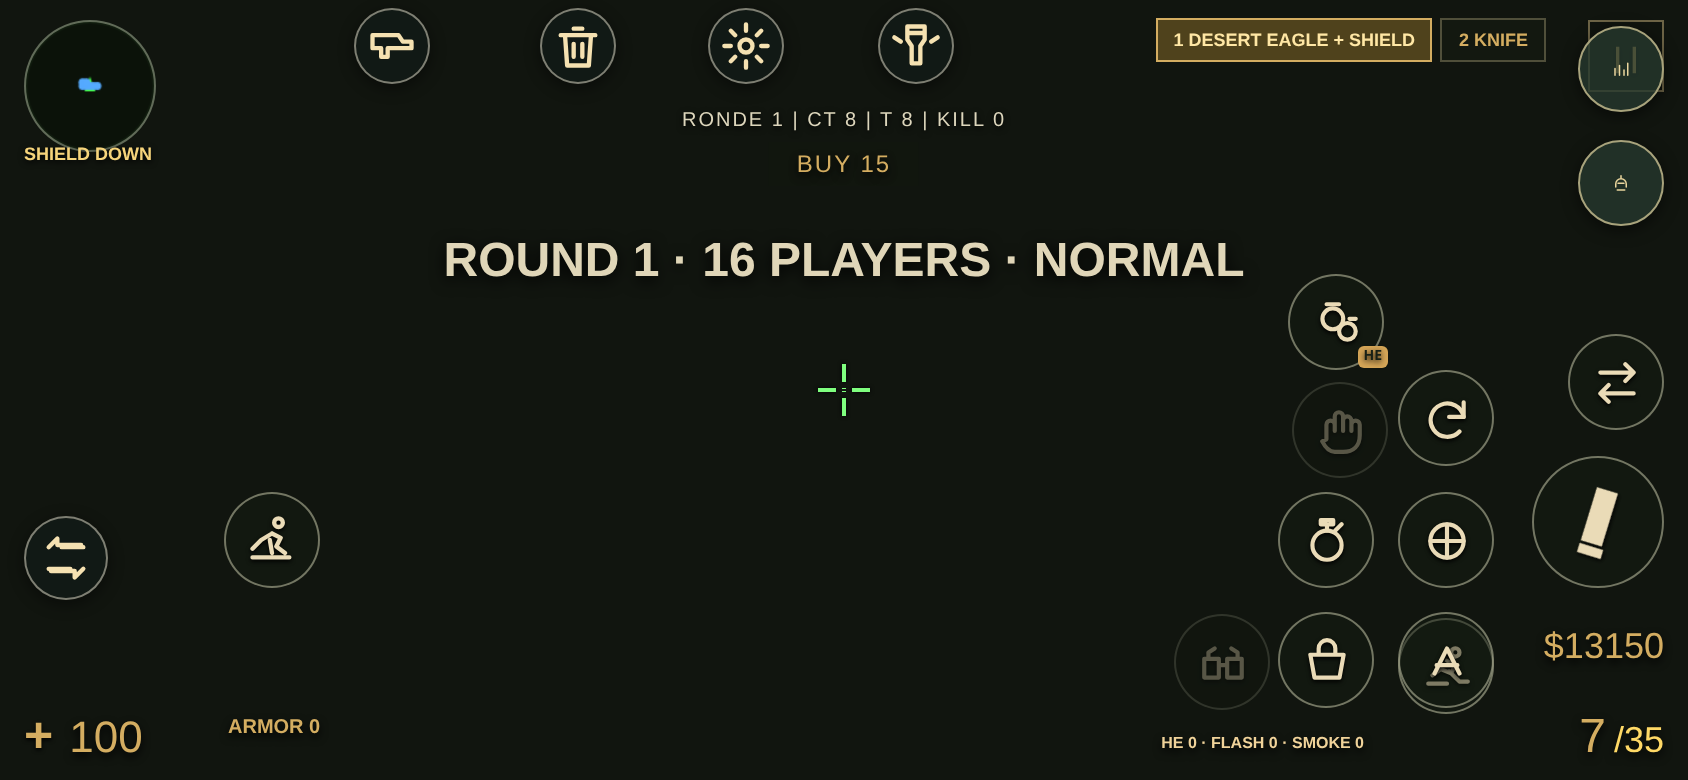 1 DESERT EAGLE + SHIELD
2 KNIFE
RONDE 1 | CT 8 | T 8 | KILL 0
SHIELD DOWN
BUY 15
ROUND 1 · 16 PLAYERS · NORMAL
HE
$13150
+ 100
ARMOR 0
HE 0 · FLASH 0 · SMOKE 0
7 /35